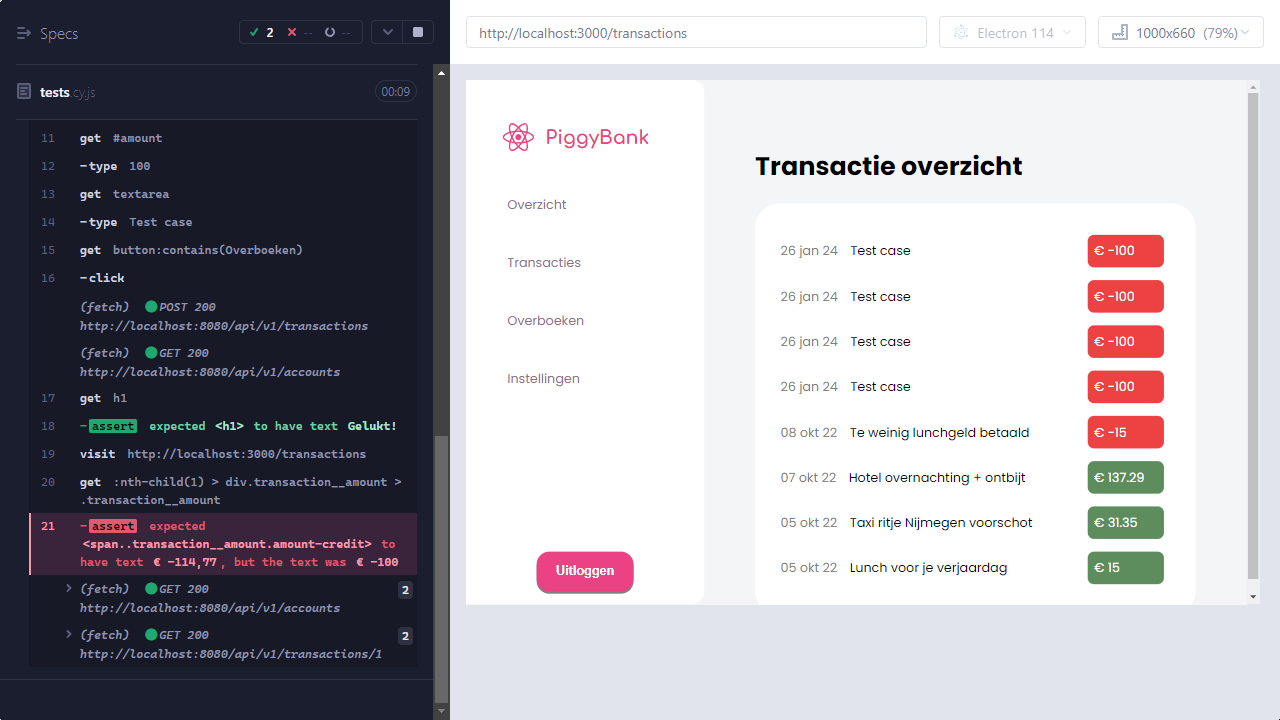 Specs
2
--
--
http://localhost:3000/transactions
Electron 114
1000x660 (79%)
tests.cy.js
00:09
11 get #amount
12 -type 100
13 get textarea
14 -type Test case
15 get button:contains(Overboeken)
16 -click
(fetch) POST 200
http://localhost:8080/api/v1/transactions
(fetch) GET 200
http://localhost:8080/api/v1/accounts
17 get h1
18 -assert expected <h1> to have text Gelukt!
19 visit http://localhost:3000/transactions
20 get :nth-child(1) > div.transaction__amount >
.transaction__amount
21 -assert expected
<span..transaction__amount.amount-credit> to
have text € -114,77, but the text was € -100
(fetch) GET 200 2
http://localhost:8080/api/v1/accounts
(fetch) GET 200 2
http://localhost:8080/api/v1/transactions/1
PiggyBank
Overzicht
Transacties
Overboeken
Instellingen
Uitloggen
Transactie overzicht
26 jan 24 Test case € -100
26 jan 24 Test case € -100
26 jan 24 Test case € -100
26 jan 24 Test case € -100
08 okt 22 Te weinig lunchgeld betaald € -15
07 okt 22 Hotel overnachting + ontbijt € 137.29
05 okt 22 Taxi ritje Nijmegen voorschot € 31.35
05 okt 22 Lunch voor je verjaardag € 15